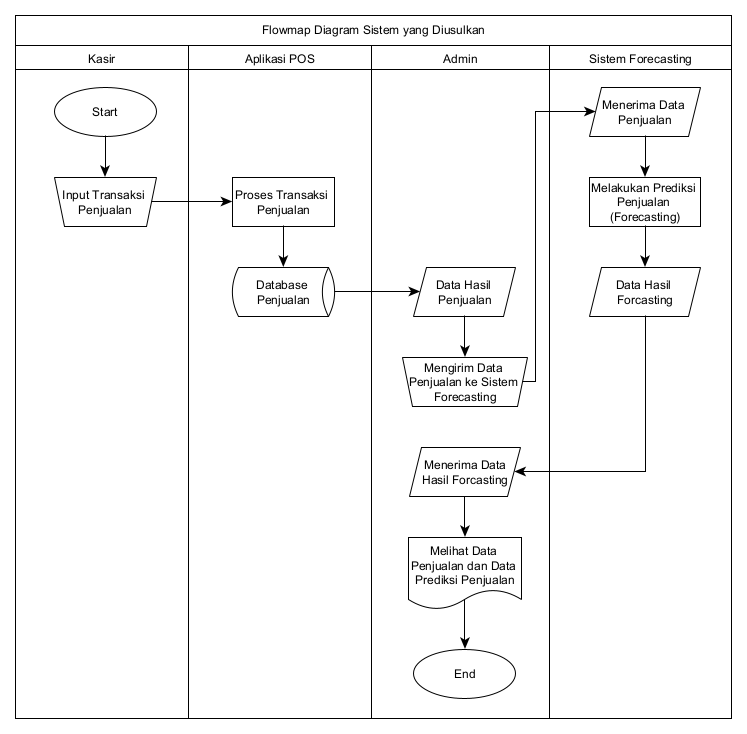 Flowmap Diagram Sistem yang Diusulkan
Kasir
Aplikasi POS
Admin
Sistem Forecasting
Start
Input Transaksi
Penjualan
Proses Transaksi
Penjualan
Database
Penjualan
Data Hasil
Penjualan
Mengirim Data
Penjualan ke Sistem
Forecasting
Menerima Data
Penjualan
Melakukan Prediksi
Penjualan
(Forecasting)
Data Hasil
Forcasting
Menerima Data
Hasil Forcasting
Melihat Data
Penjualan dan Data
Prediksi Penjualan
End